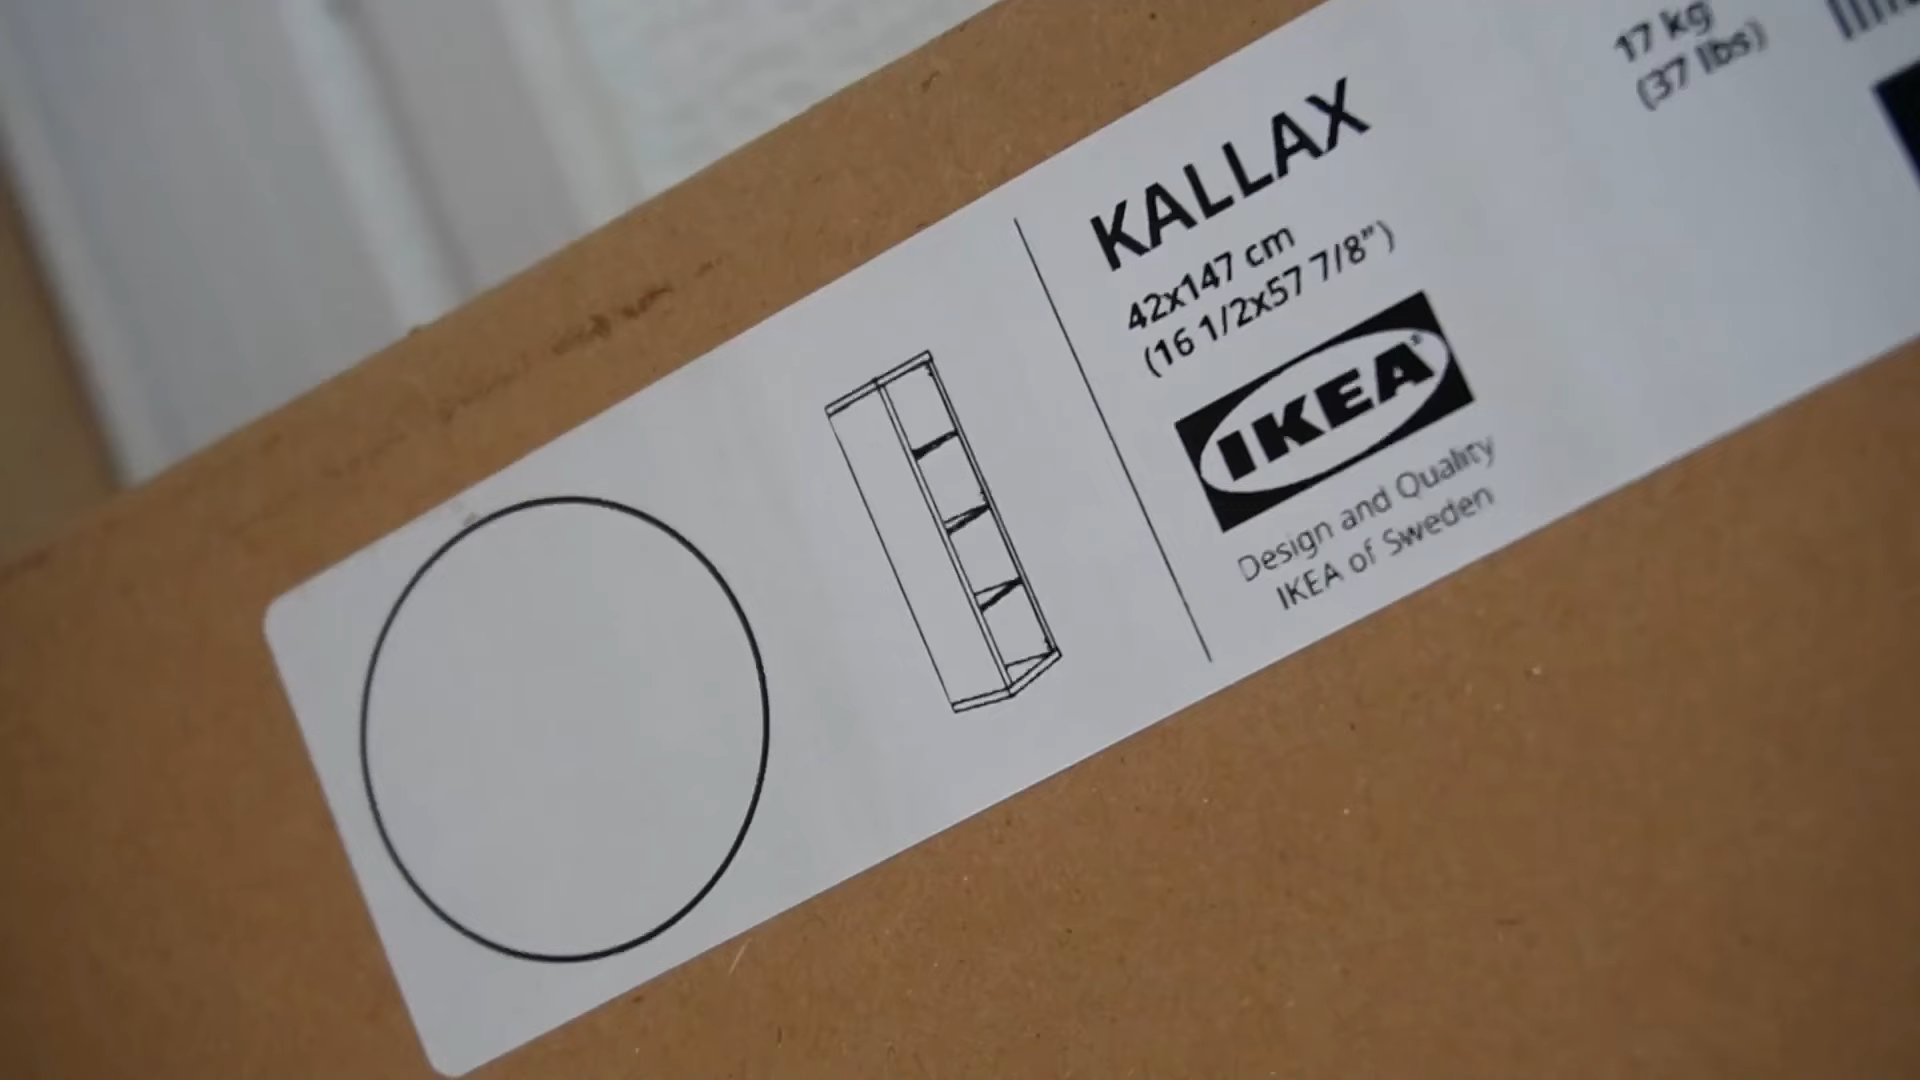 KALLAX
42x147 cm
(16 1/2x57 7/8")
IKEA®
Design and Quality
IKEA of Sweden
17 kg
(37 lbs)